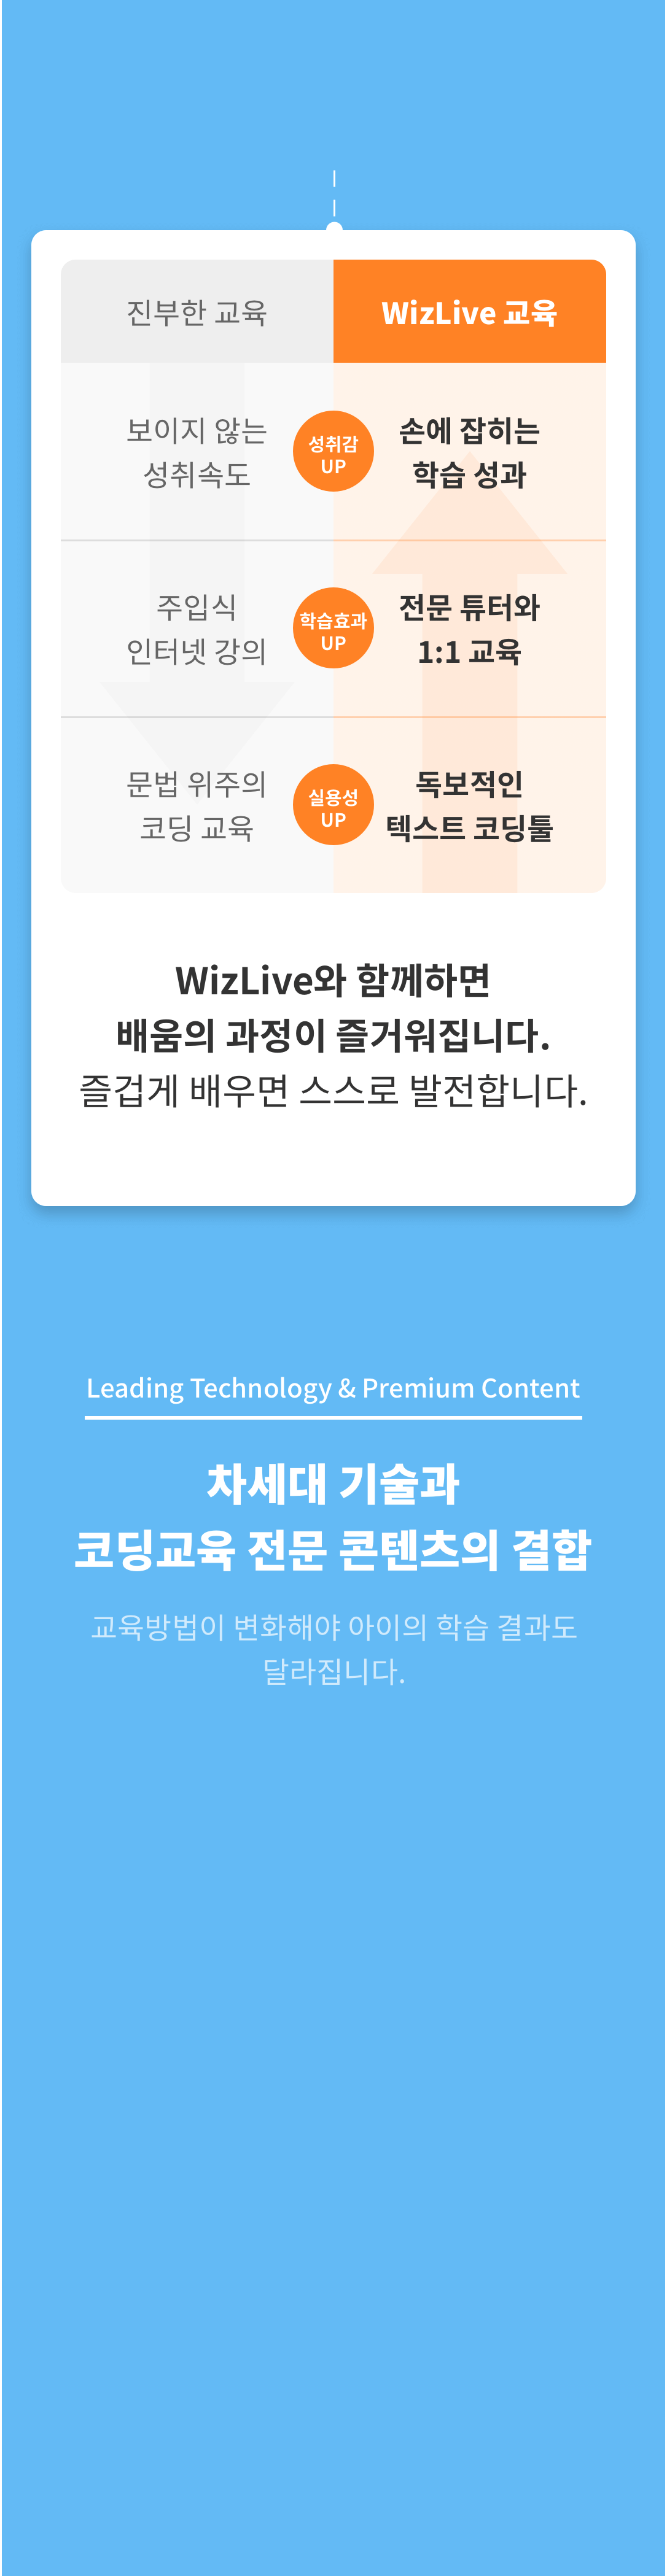 진부한 교육
WizLive 교육
보이지 않는
성취속도
성취감
UP
손에 잡히는
학습 성과
주입식
인터넷 강의
학습효과
UP
전문 튜터와
1:1 교육
문법 위주의
코딩 교육
실용성
UP
독보적인
텍스트 코딩툴
WizLive와 함께하면
배움의 과정이 즐거워집니다.
즐겁게 배우면 스스로 발전합니다.
Leading Technology & Premium Content
차세대 기술과
코딩교육 전문 콘텐츠의 결합
교육방법이 변화해야 아이의 학습 결과도
달라집니다.